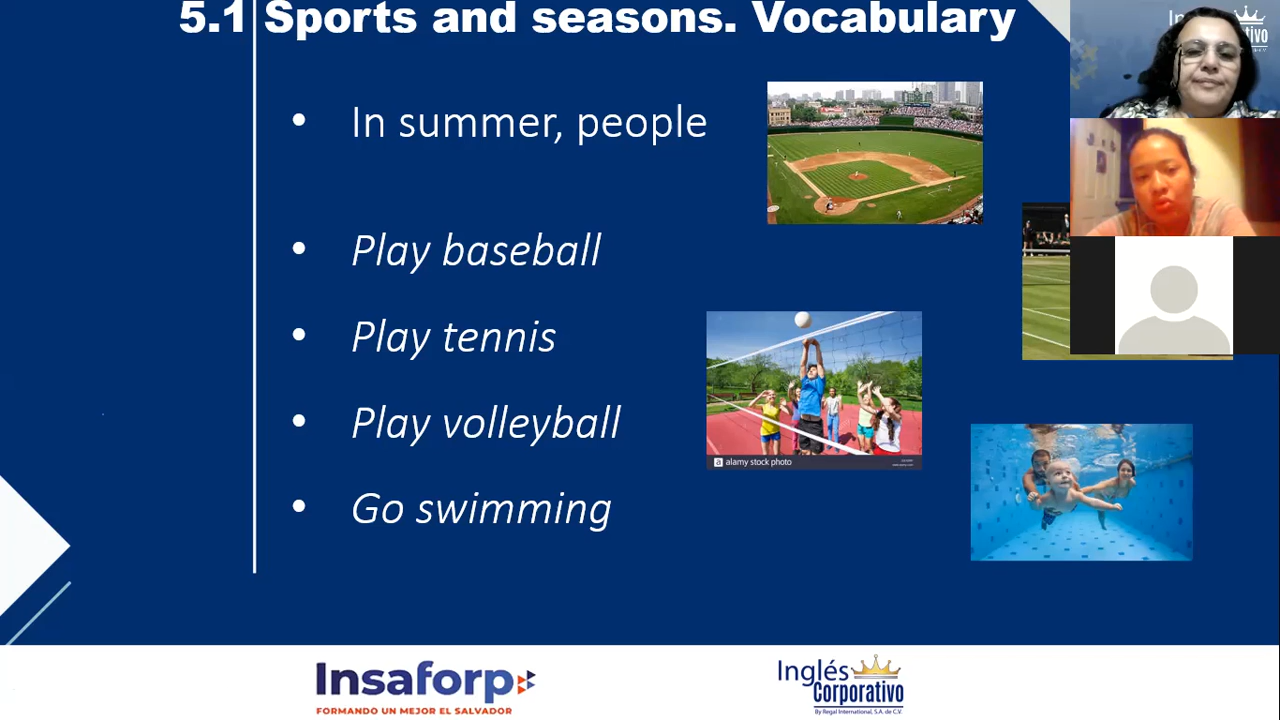 5.1 Sports and seasons. Vocabulary
• In summer, people
• Play baseball
• Play tennis
• Play volleyball
a alamy stock photo
• Go swimming
Insaforp
FORMANDO UN MEJOR EL SALVADOR
Inglés
Corporativo
By Regal International, S.A. de C.V.